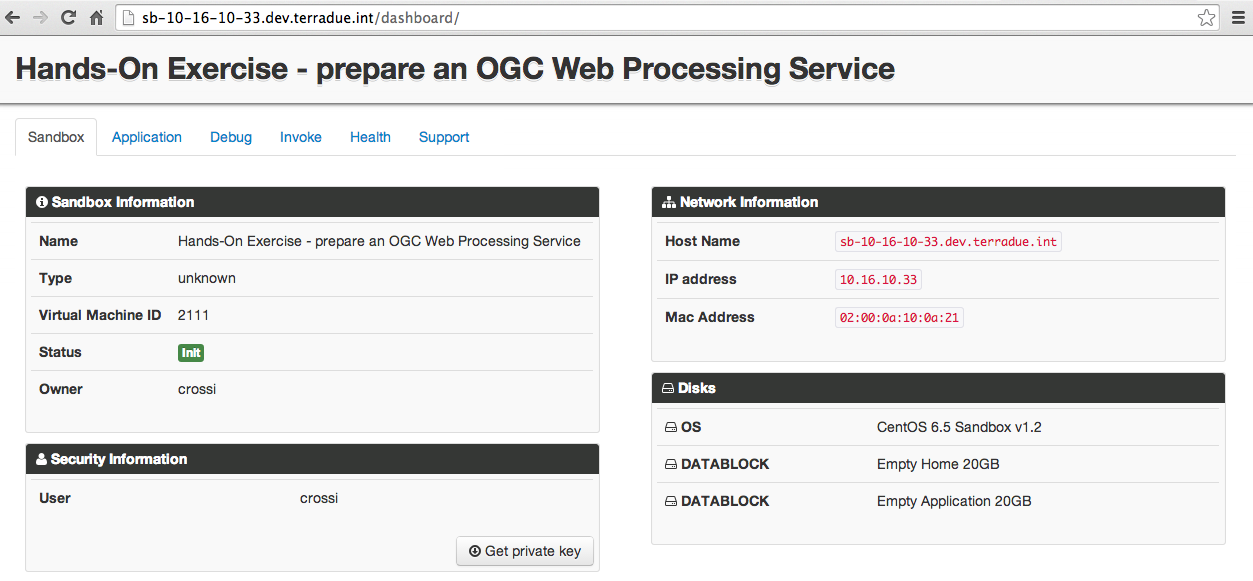 sb-10-16-10-33.dev.terradue.int/dashboard/
Hands-On Exercise - prepare an OGC Web Processing Service
Sandbox Application Debug Invoke Health Support
Sandbox Information
Name Hands-On Exercise - prepare an OGC Web Processing Service
Type unknown
Virtual Machine ID 2111
Status Init
Owner crossi
Security Information
User crossi
Get private key
Network Information
Host Name sb-10-16-10-33.dev.terradue.int
IP address 10.16.10.33
Mac Address 02:00:0a:10:0a:21
Disks
OS CentOS 6.5 Sandbox v1.2
DATABLOCK Empty Home 20GB
DATABLOCK Empty Application 20GB